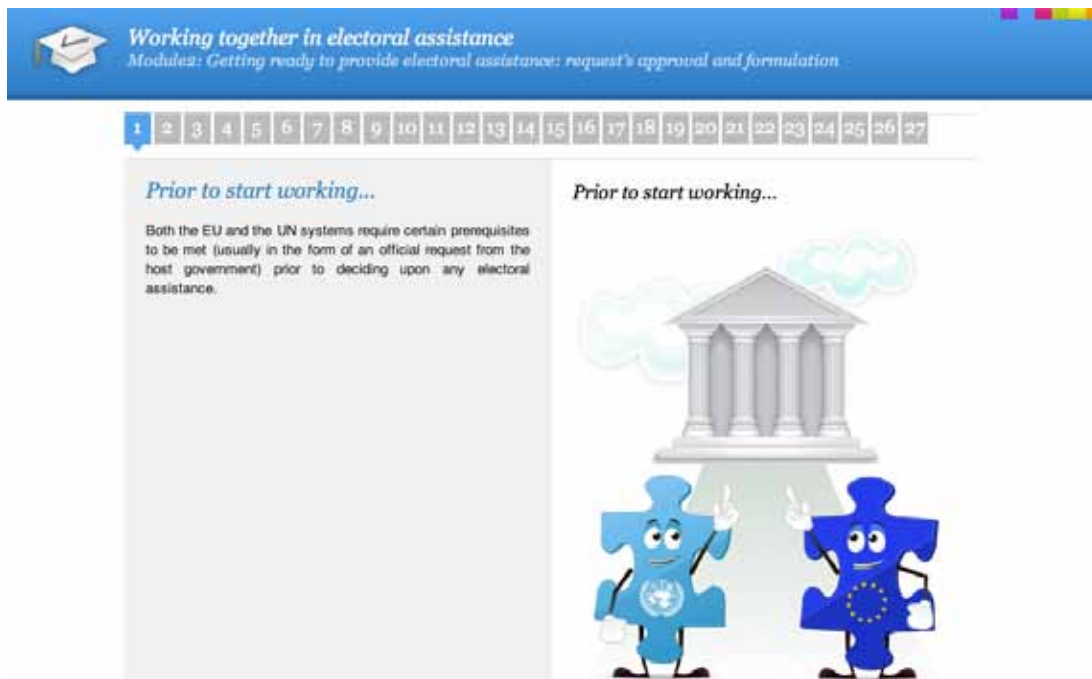 Working together in electoral assistance
Module2: Getting ready to provide electoral assistance: request's approval and formulation
1 2 3 4 5 6 7 8 9 10 11 12 13 14 15 16 17 18 19 20 21 22 23 24 25 26 27
Prior to start working...
Both the EU and the UN systems require certain prerequisites
to be met (usually in the form of an official request from the
host government) prior to deciding upon any electoral
assistance.
Prior to start working...